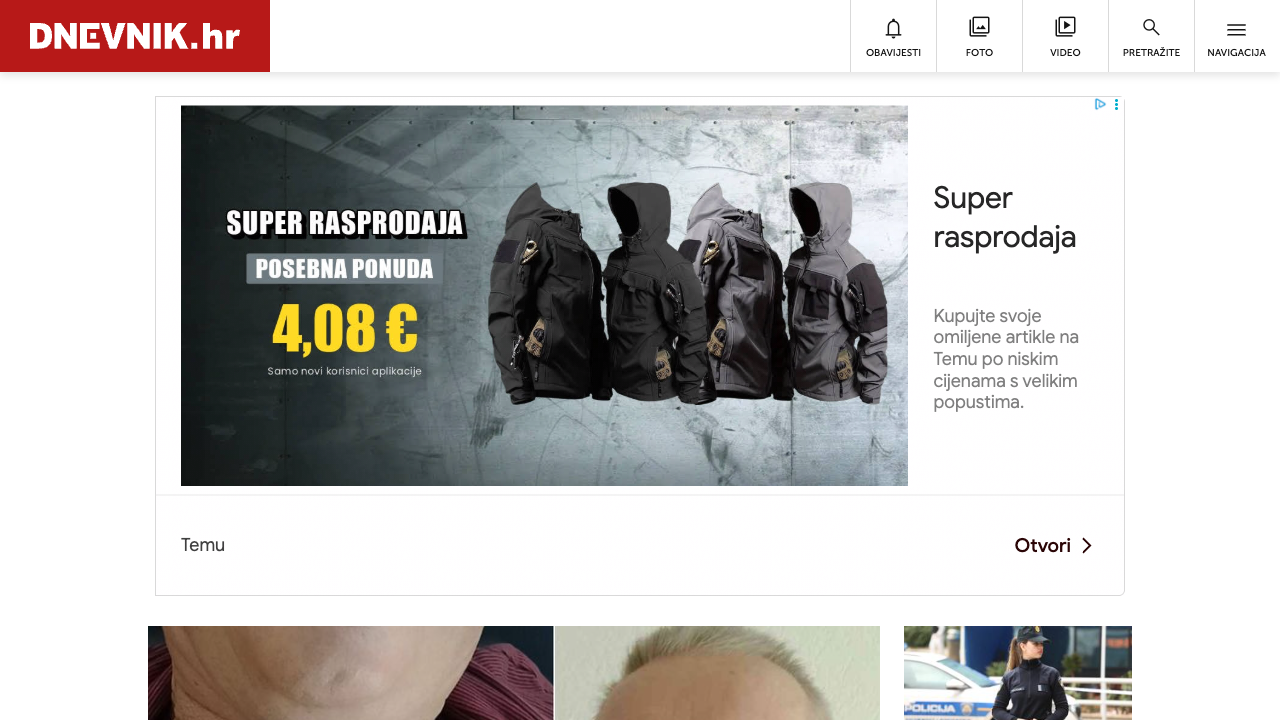 DNEVNIK.hr
OBAVIJESTI
FOTO
VIDEO
PRETRAŽITE
NAVIGACIJA
SUPER RASPRODAJA
POSEBNA PONUDA
4,08 €
Samo novi korisnici aplikacije
Super
rasprodaja
Kupujte svoje
omiljene artikle na
Temu po niskim
cijenama s velikim
popustima.
Temu
Otvori
POLICIJA